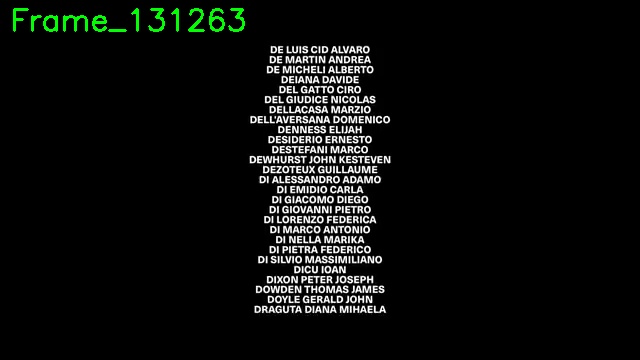 Frame_131263
DE LUIS CID ALVARO
DE MARTIN ANDREA
DE MICHELI ALBERTO
DEIANA DAVIDE
DEL GATTO CIRO
DEL GIUDICE NICOLAS
DELLACASA MARZIO
DELL'AVERSANA DOMENICO
DENNESS ELIJAH
DESIDERIO ERNESTO
DESTEFANI MARCO
DEWHURST JOHN KESTEVEN
DEZOTEUX GUILLAUME
DI ALESSANDRO ADAMO
DI EMIDIO CARLA
DI GIACOMO DIEGO
DI GIOVANNI PIETRO
DI LORENZO FEDERICA
DI MARCO ANTONIO
DI NELLA MARIKA
DI PIETRA FEDERICO
DI SILVIO MASSIMILIANO
DICU IOAN
DIXON PETER JOSEPH
DOWDEN THOMAS JAMES
DOYLE GERALD JOHN
DRAGUTA DIANA MIHAELA